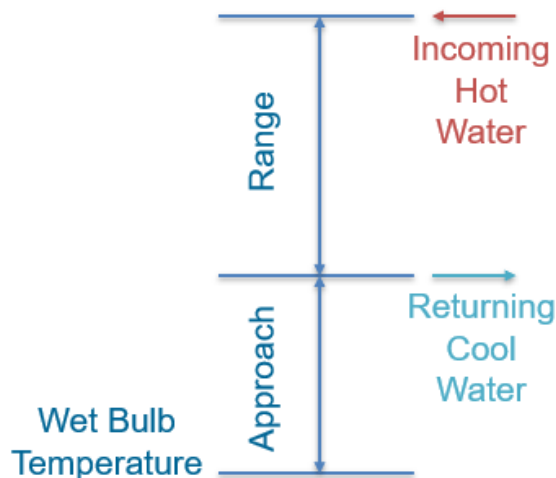 Incoming
Hot
Water
Range
Returning
Cool
Water
Approach
Wet Bulb
Temperature